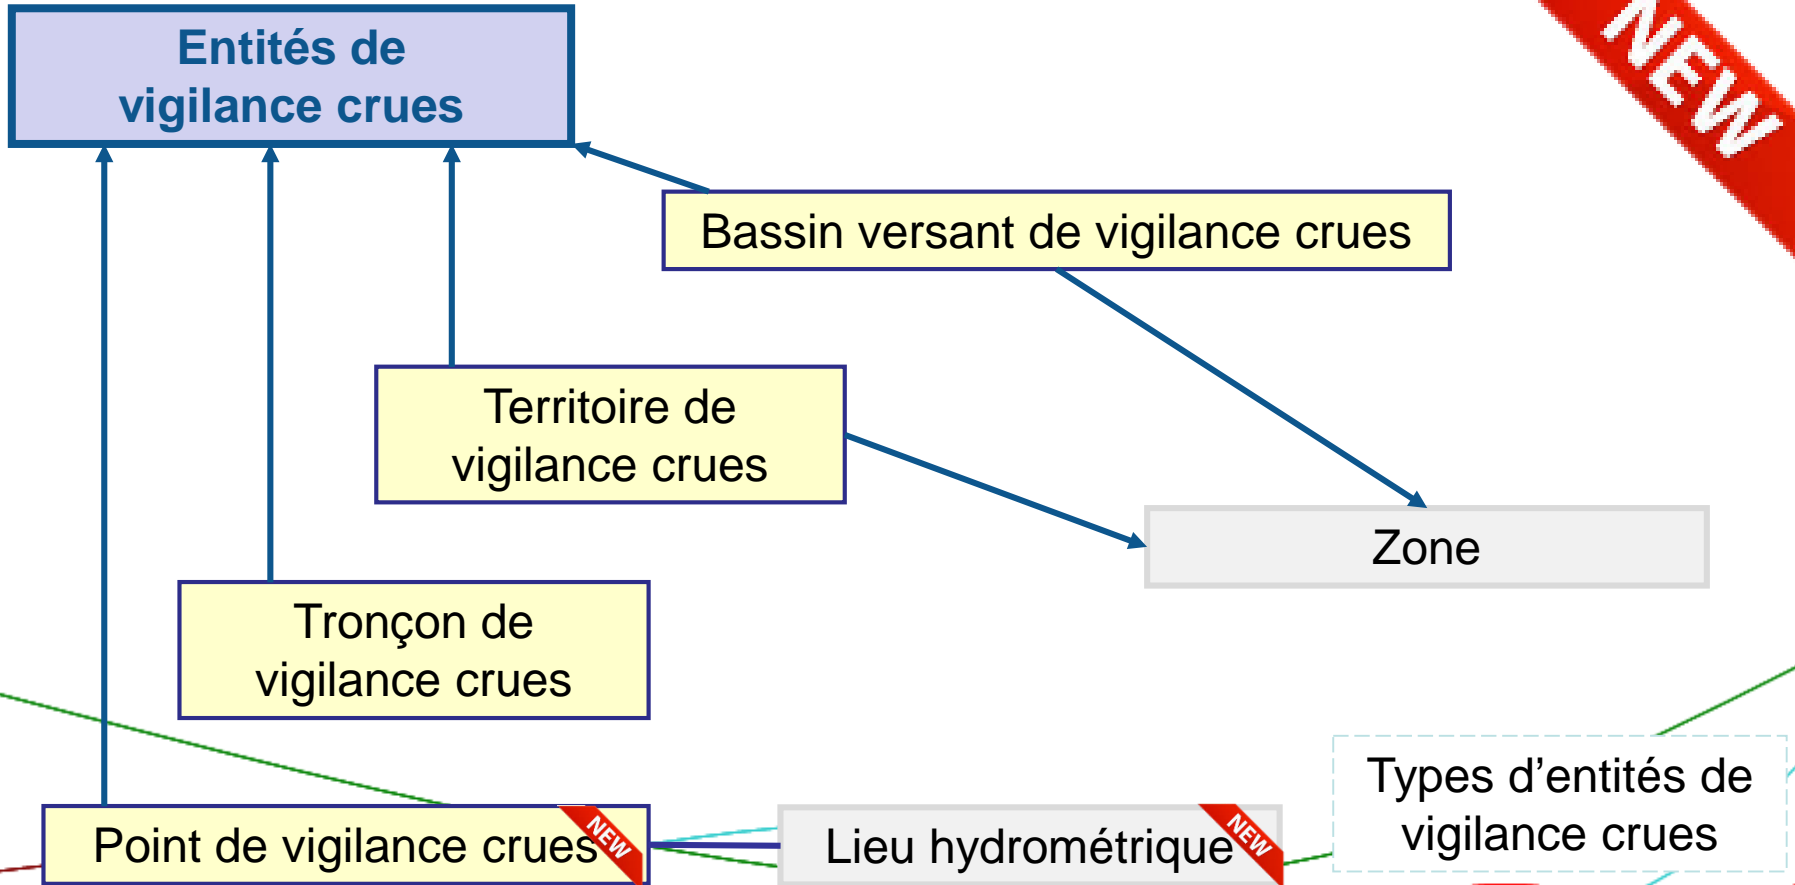 Entités de
vigilance crues
NEW
Bassin versant de vigilance crues
Territoire de
vigilance crues
Zone
Tronçon de
vigilance crues
Types d’entités de
vigilance crues
Point de vigilance crues
NEW
Lieu hydrométrique
NEW